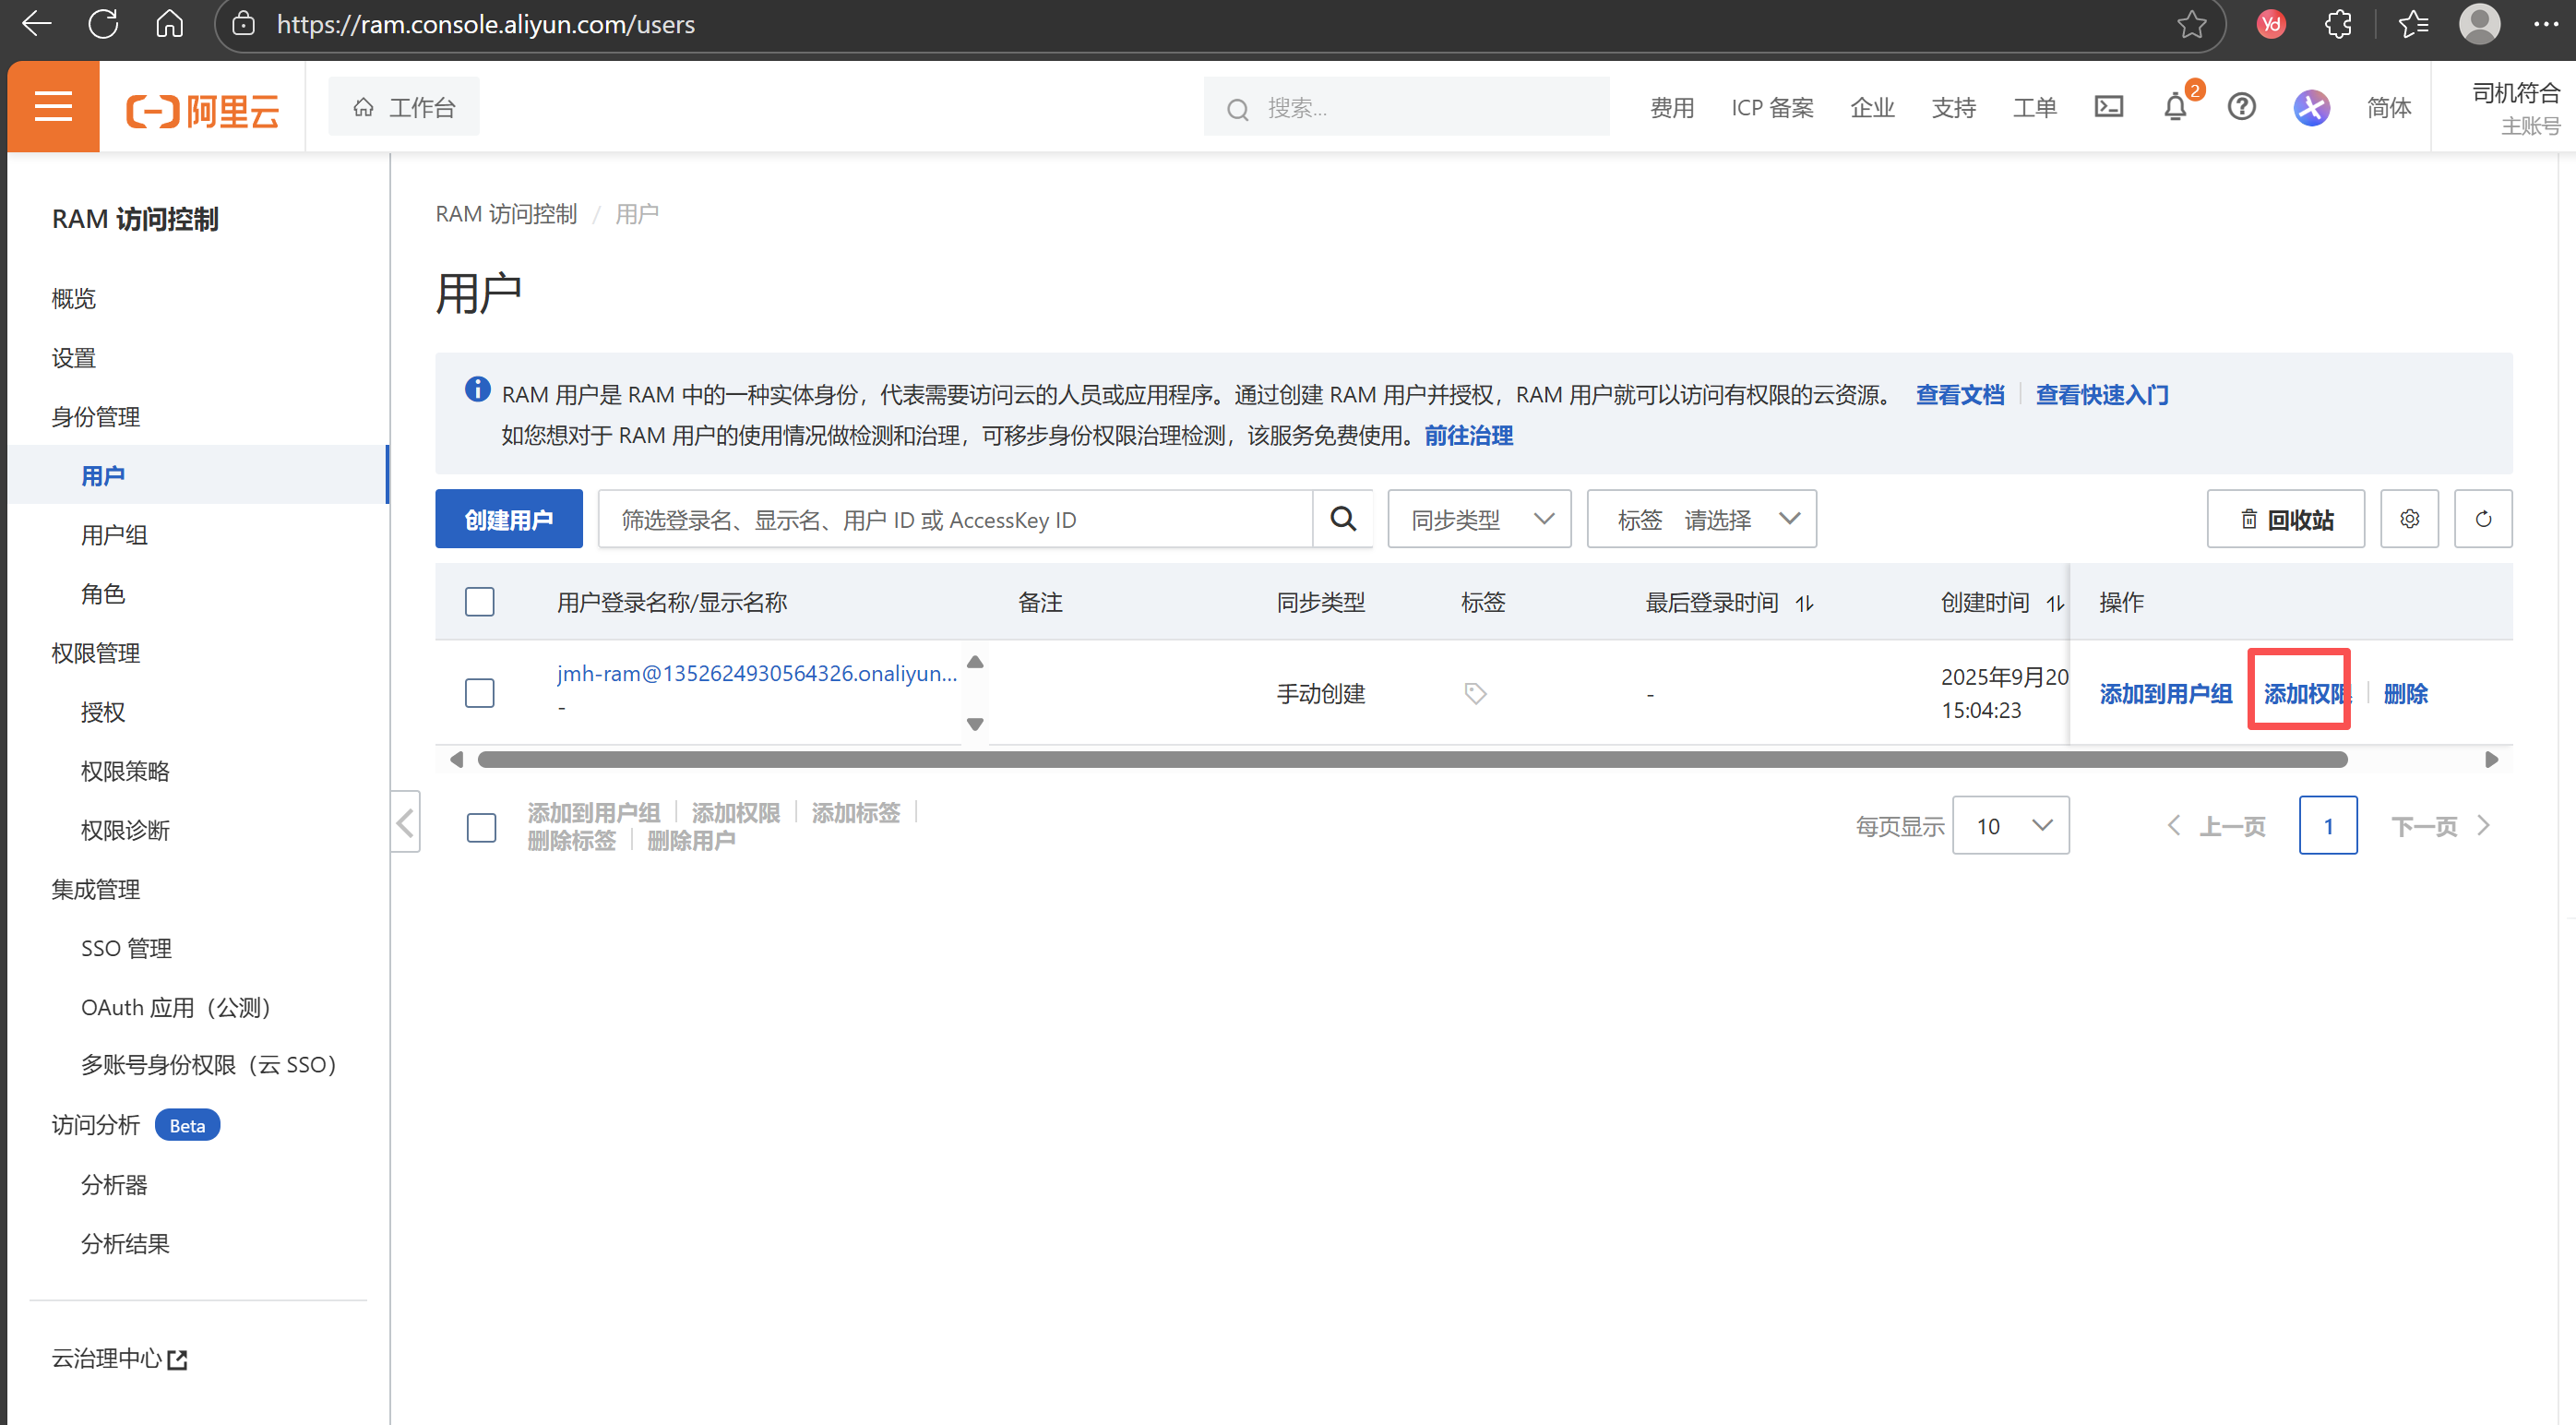 https://ram.console.aliyun.com/users
阿里云
工作台
搜索...
费用
ICP 备案
企业
支持
工单
2
简体
司机符合
主账号
RAM 访问控制
概览
设置
身份管理
用户
用户组
角色
权限管理
授权
权限策略
权限诊断
集成管理
SSO 管理
OAuth 应用（公测）
多账号身份权限（云 SSO）
访问分析 Beta
分析器
分析结果
云治理中心
RAM 访问控制 / 用户
用户
RAM 用户是 RAM 中的一种实体身份，代表需要访问云的人员或应用程序。通过创建 RAM 用户并授权，RAM 用户就可以访问有权限的云资源。 查看文档 查看快速入门
如您想对于 RAM 用户的使用情况做检测和治理，可移步身份权限治理检测，该服务免费使用。前往治理
创建用户
筛选登录名、显示名、用户 ID 或 AccessKey ID
同步类型
标签 请选择
回收站
用户登录名称/显示名称 备注 同步类型 标签 最后登录时间 创建时间 操作
jmh-ram@1352624930564326.onaliyun...
-
手动创建
-
2025年9月20
15:04:23
添加到用户组 添加权限 删除
添加到用户组 添加权限 添加标签
删除标签 删除用户
每页显示 10
上一页 1 下一页